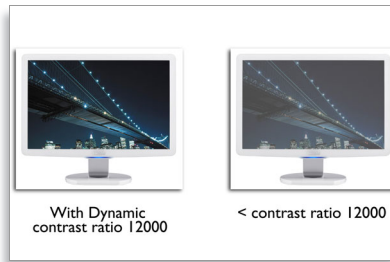 With Dynamic
contrast ratio 12000
< contrast ratio 12000